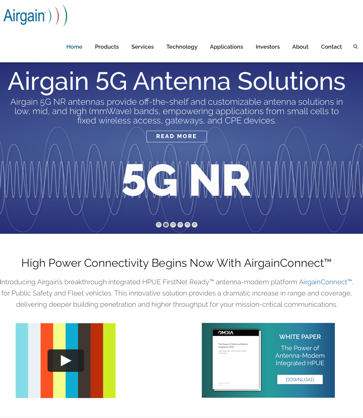 Airgain
Home Products Services Technology Applications Investors About Contact
Airgain 5G Antenna Solutions
Airgain 5G NR antennas provide off-the-shelf and customizable antenna solutions in
low, mid, and high (mmWave) bands, empowering applications from small cells to
fixed wireless access, gateways, and CPE devices.
READ MORE
5G NR
High Power Connectivity Begins Now With AirgainConnect™
Introducing Airgain's breakthrough integrated HPUE FirstNet Ready™ antenna-modem platform AirgainConnect™,
for Public Safety and Fleet vehicles. This innovative solution provides a dramatic increase in range and coverage,
delivering deeper building penetration and higher throughput for your mission-critical communications.
OMDIA
WHITE PAPER
The Power of
Antenna-Modem
Integrated HPUE
DOWNLOAD